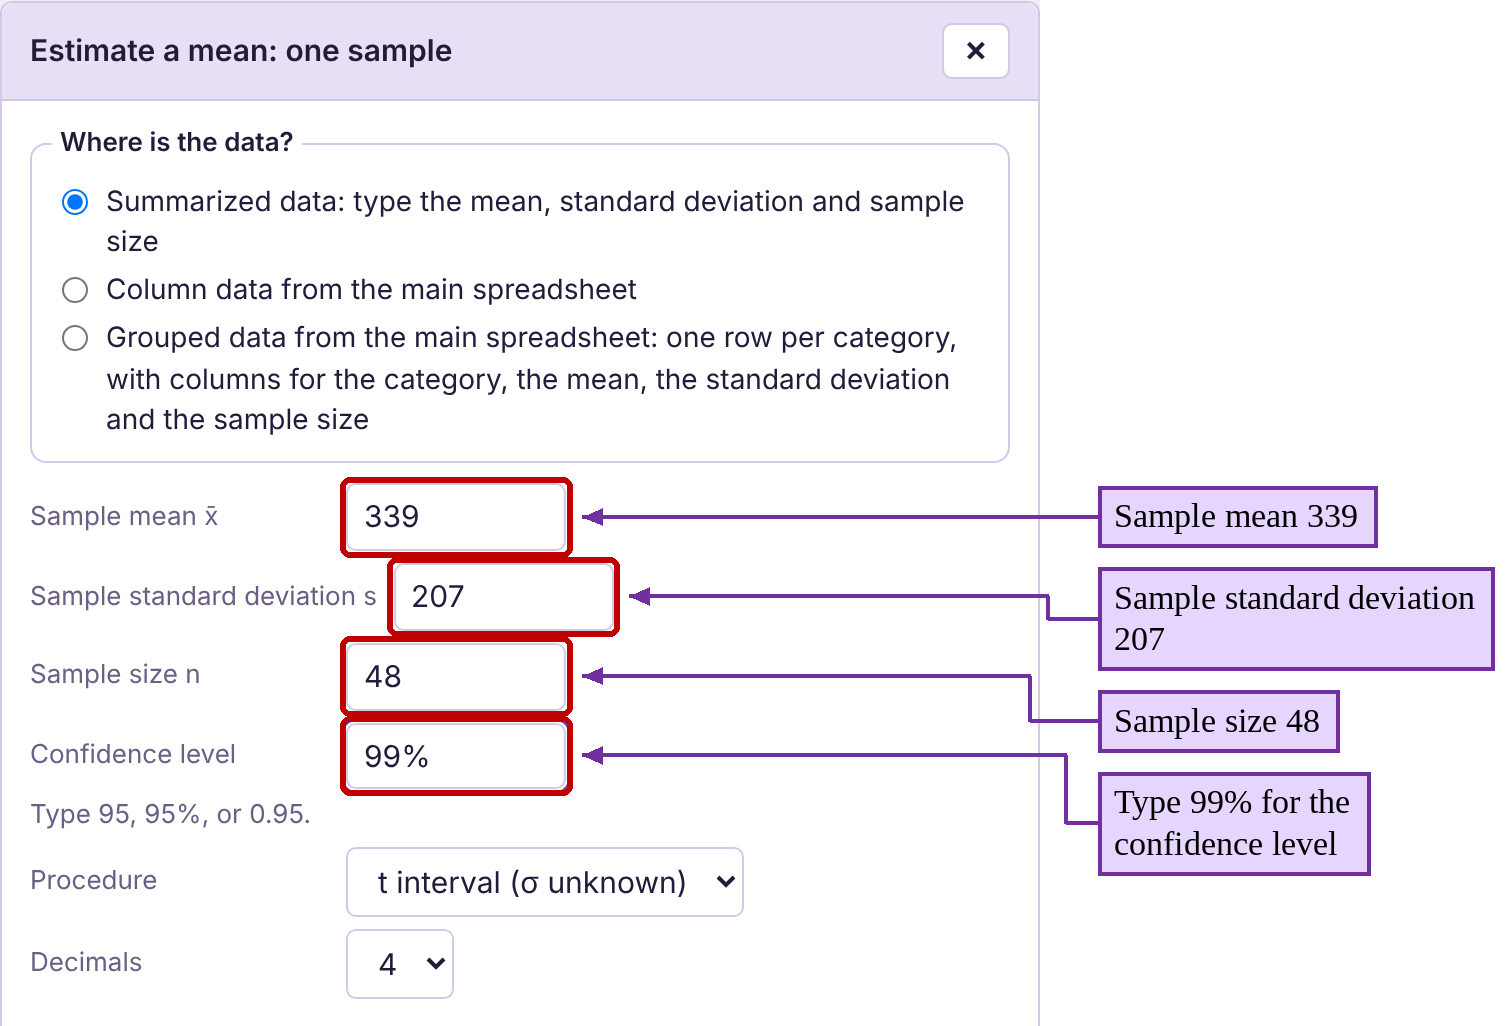 Estimate a mean: one sample
×
Where is the data?
Summarized data: type the mean, standard deviation and sample
size
Column data from the main spreadsheet
Grouped data from the main spreadsheet: one row per category,
with columns for the category, the mean, the standard deviation
and the sample size
Sample mean x̄
339
Sample mean 339
Sample standard deviation s
207
Sample standard deviation
207
Sample size n
48
Sample size 48
Confidence level
99%
Type 99% for the
confidence level
Type 95, 95%, or 0.95.
Procedure
t interval (σ unknown)
Decimals
4